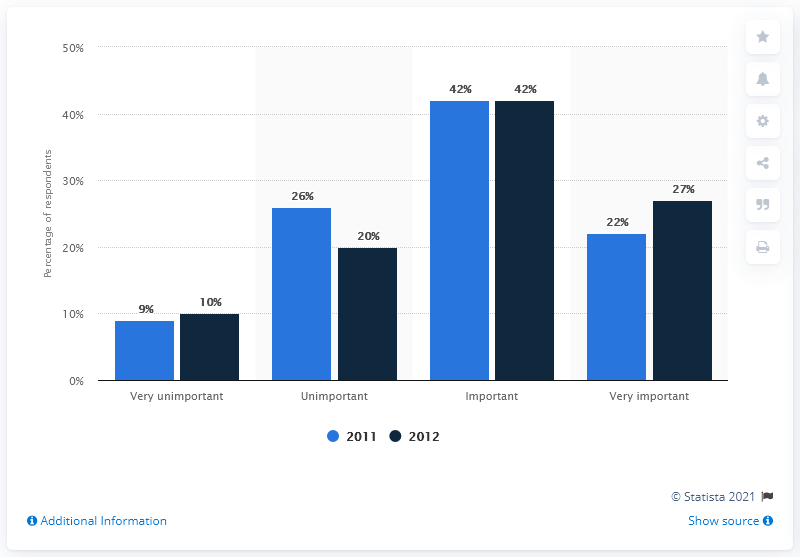 50%
40%
30%
20%
10%
0%
Percentage of respondents
9%
10%
26%
20%
42%
42%
22%
27%
Very unimportant
Unimportant
Important
Very important
2011
2012
© Statista 2021
Additional Information
Show source